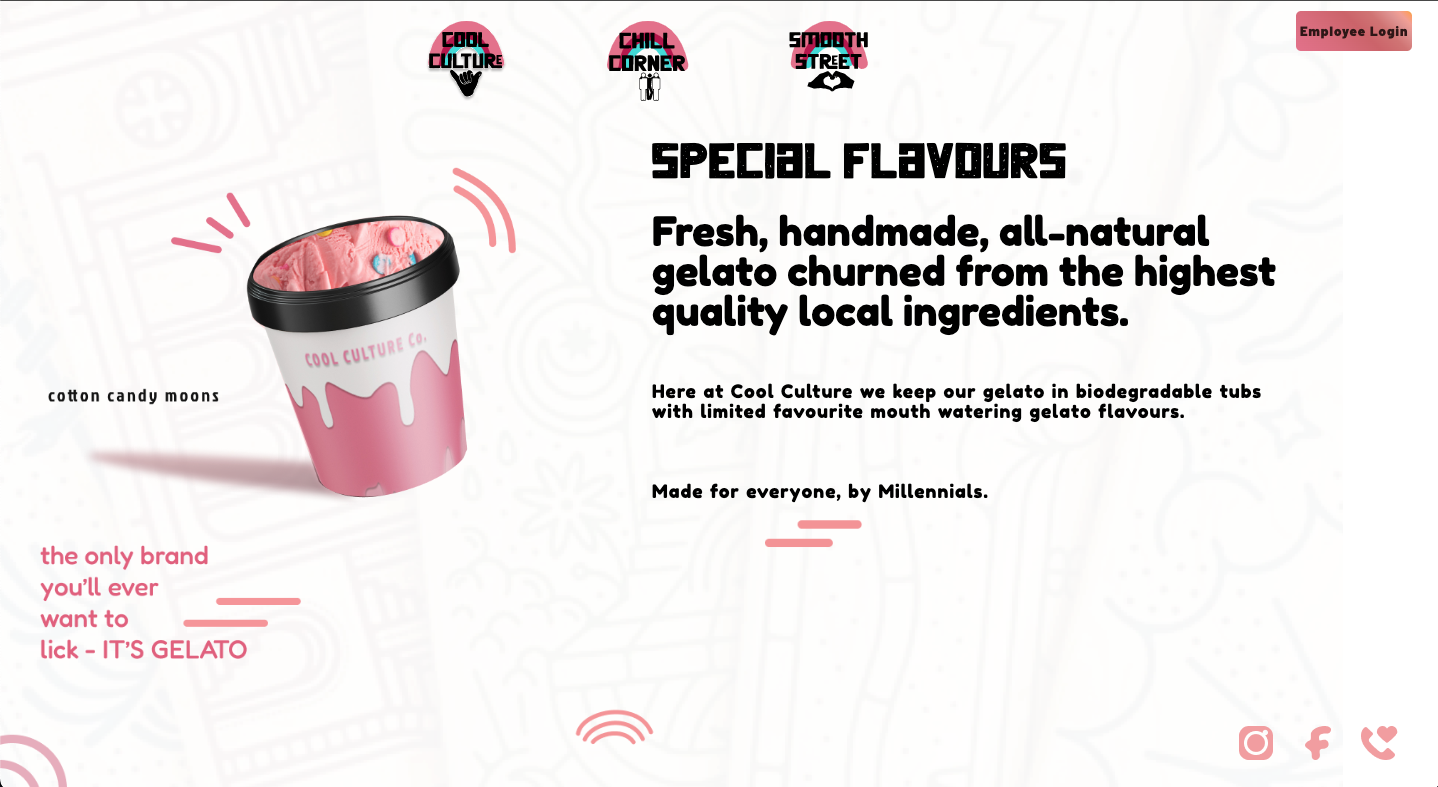 COOL
CULTURE
CHILL
CORNER
SMOOTH
STREET
Employee Login
SPECIAL FLAVOURS
Fresh, handmade, all-natural
gelato churned from the highest
quality local ingredients.
COOL CULTURE Co.
cotton candy moons
Here at Cool Culture we keep our gelato in biodegradable tubs
with limited favourite mouth watering gelato flavours.
Made for everyone, by Millennials.
the only brand
you'll ever
want to
lick - IT'S GELATO